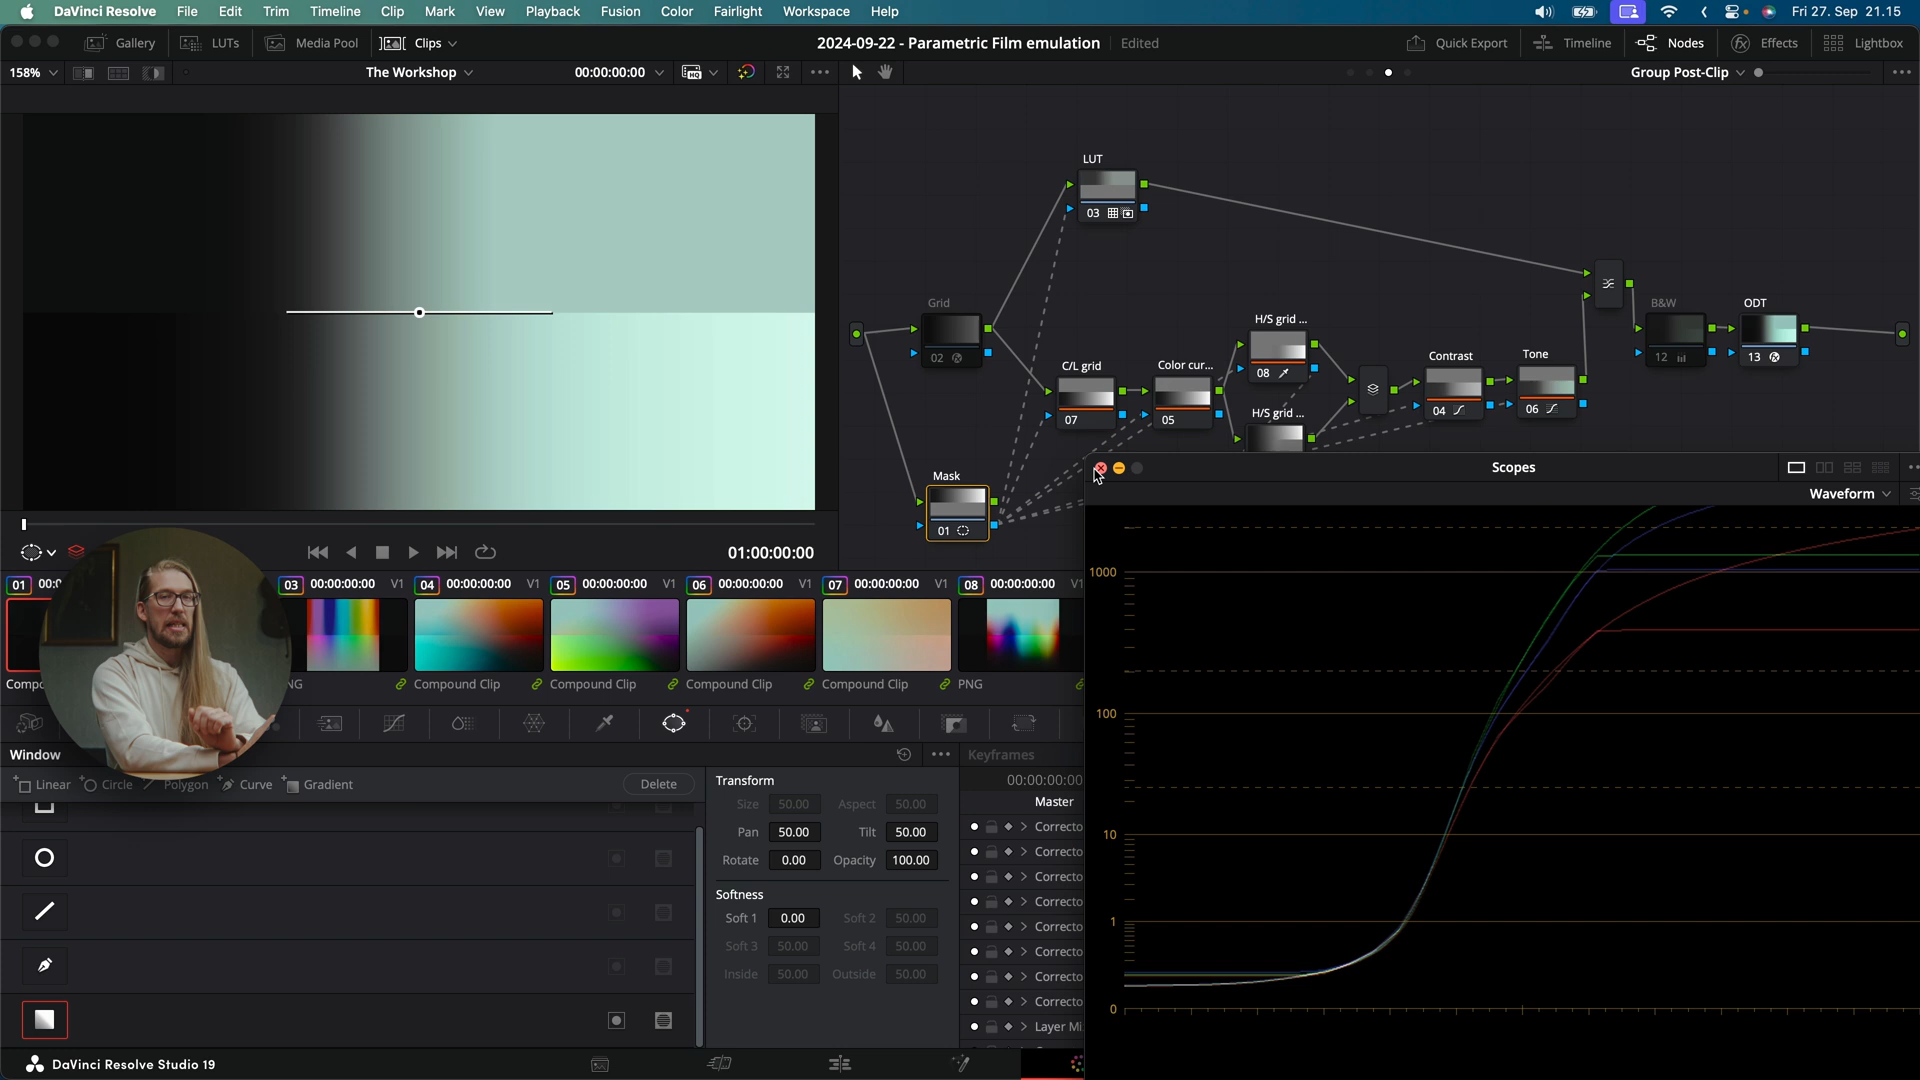 DaVinci Resolve File Edit Trim Timeline Clip Mark View Playback Fusion Color Fairlight Workspace Help Fri 27. Sep 21.15
Gallery LUTs Media Pool Clips 2024-09-22 - Parametric Film emulation Edited Quick Export Timeline Nodes Effects Lightbox
158% The Workshop 00:00:00:00 HQ Group Post-Clip
LUT
03
Grid
02
C/L grid
07
Color cur...
05
H/S grid ...
08
H/S grid ...
Contrast
04
Tone
06
B&W
12
ODT
13
Mask
01
Scopes
Waveform
1000
100
10
1
0
01:00:00:00
01 00:0 03 00:00:00:00 V1 04 00:00:00:00 V1 05 00:00:00:00 V1 06 00:00:00:00 V1 07 00:00:00:00 V1 08 00:00:00:00 V1
Compo NG Compound Clip Compound Clip Compound Clip Compound Clip PNG
Window Keyframes
Linear Circle Polygon Curve Gradient Delete
Transform
Size 50.00 Aspect 50.00
Pan 50.00 Tilt 50.00
Rotate 0.00 Opacity 100.00
Softness
Soft 1 0.00 Soft 2 50.00
Soft 3 50.00 Soft 4 50.00
Inside 50.00 Outside 50.00
00:00:00:00
Master
Correcto
Correcto
Correcto
Correcto
Correcto
Correcto
Correcto
Correcto
Layer Mi
DaVinci Resolve Studio 19